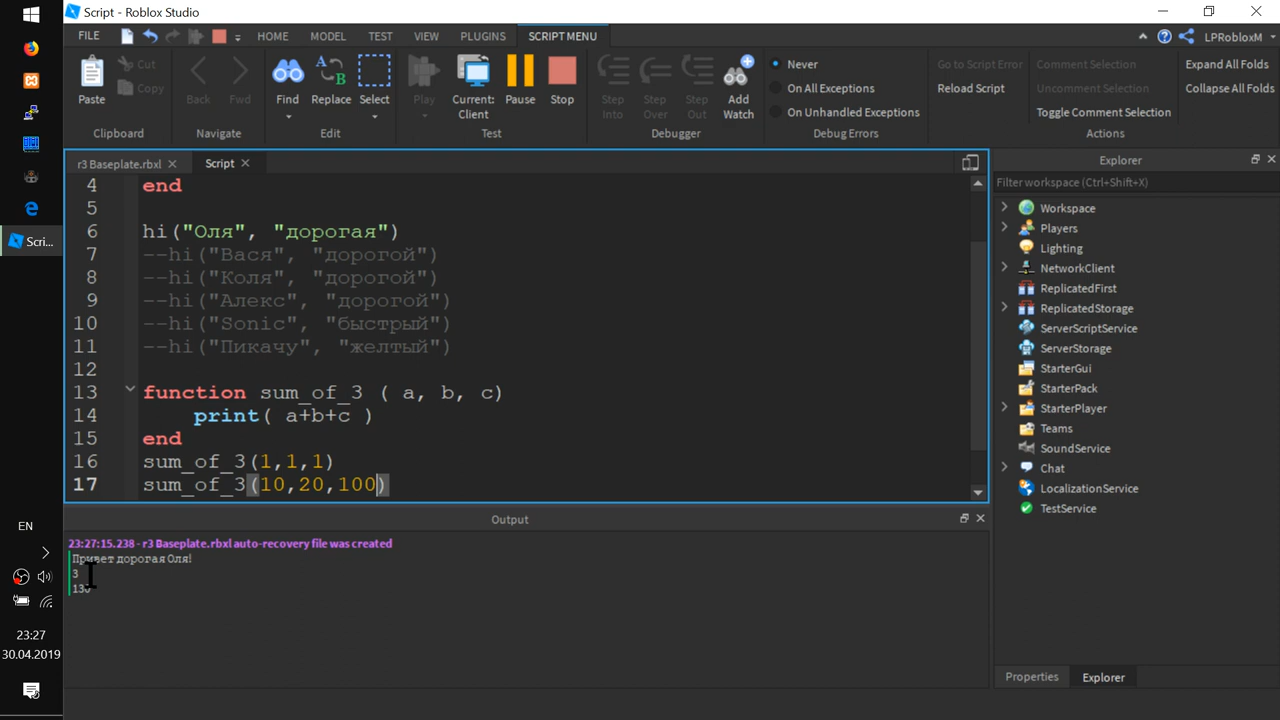 Script - Roblox Studio
FILE HOME MODEL TEST VIEW PLUGINS SCRIPT MENU LPRobloxM
Paste Cut Copy Back Fwd Find Replace Select Play Current: Client Pause Stop Step Into Step Over Step Out Add Watch
Never
On All Exceptions
On Unhandled Exceptions
Go to Script Error
Reload Script
Comment Selection
Uncomment Selection
Toggle Comment Selection
Expand All Folds
Collapse All Folds
Clipboard Navigate Edit Test Debugger Debug Errors Actions
r3 Baseplate.rbxl Script
4 end
5
6 hi("Оля", "дорогая")
7 --hi("Вася", "дорогой")
8 --hi("Коля", "дорогой")
9 --hi("Алекс", "дорогой")
10 --hi("Sonic", "быстрый")
11 --hi("Пикачу", "желтый")
12
13 function sum_of_3 ( a, b, c)
14 print( a+b+c )
15 end
16 sum_of_3(1,1,1)
17 sum_of_3(10,20,100)
Output
23:27:15.238 - r3 Baseplate.rbxl auto-recovery file was created
Привет дорогая Оля!
3
130
Explorer
Filter workspace (Ctrl+Shift+X)
Workspace
Players
Lighting
NetworkClient
ReplicatedFirst
ReplicatedStorage
ServerScriptService
ServerStorage
StarterGui
StarterPack
StarterPlayer
Teams
SoundService
Chat
LocalizationService
TestService
Properties Explorer
Scri...
EN
23:27
30.04.2019